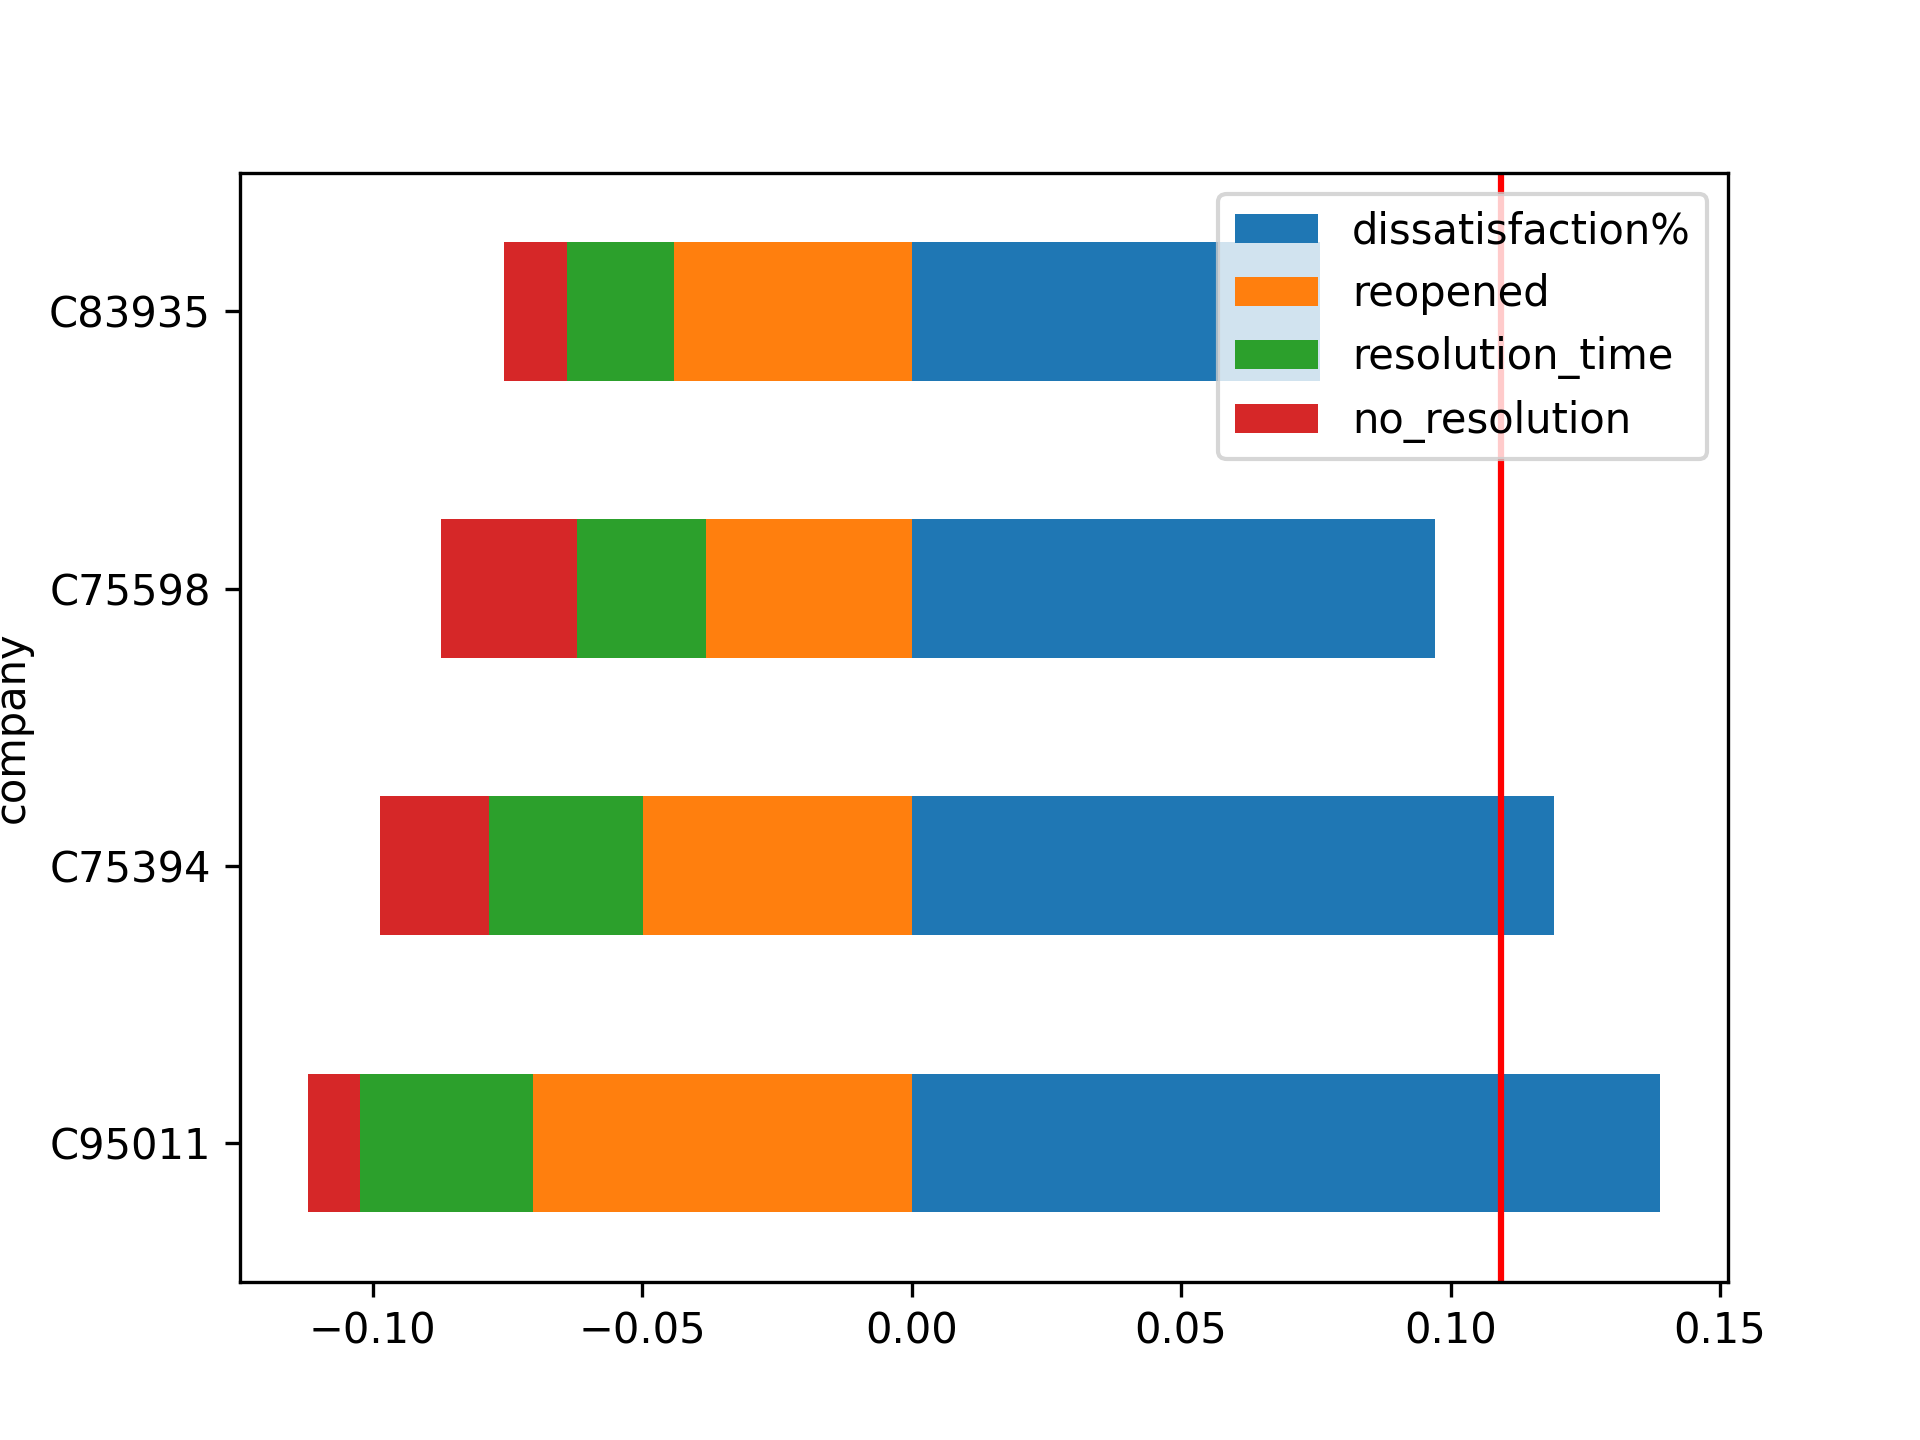 dissatisfaction%
reopened
resolution_time
no_resolution
C83935
C75598
C75394
C95011
company
−0.10 −0.05 0.00 0.05 0.10 0.15